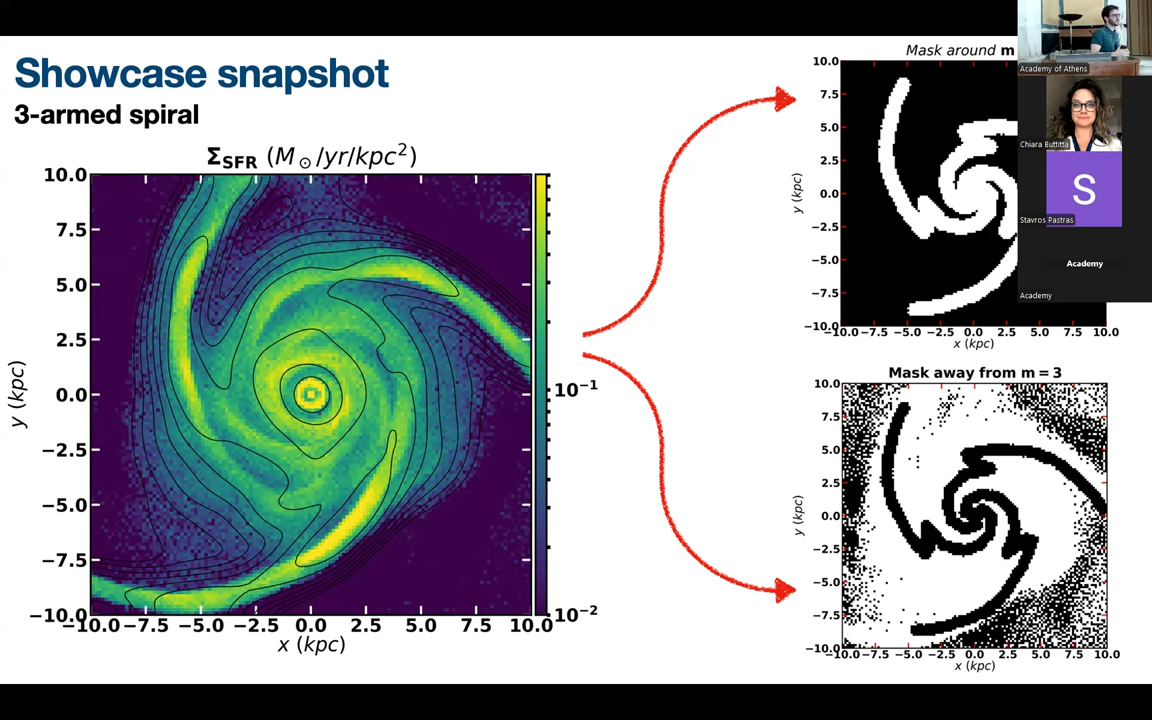 Showcase snapshot
3-armed spiral
Σ_SFR (M⊙/yr/kpc²)
10.0
7.5
5.0
2.5
0.0
−2.5
−5.0
−7.5
−10.0
y (kpc)
−10.0 −7.5 −5.0 −2.5 0.0 2.5 5.0 7.5 10.0
x (kpc)
10⁻¹
10⁻²
Mask around m
10.0
7.5
5.0
2.5
0.0
−2.5
−5.0
−7.5
−10.0
y (kpc)
−10.0 −7.5 −5.0 −2.5 0.0 2.5 5.0 7.5 10.0
x (kpc)
Mask away from m = 3
10.0
7.5
5.0
2.5
0.0
−2.5
−5.0
−7.5
−10.0
y (kpc)
−10.0 −7.5 −5.0 −2.5 0.0 2.5 5.0 7.5 10.0
x (kpc)
Academy of Athens
Chiara Buttitta
S
Stavros Pastras
Academy
Academy